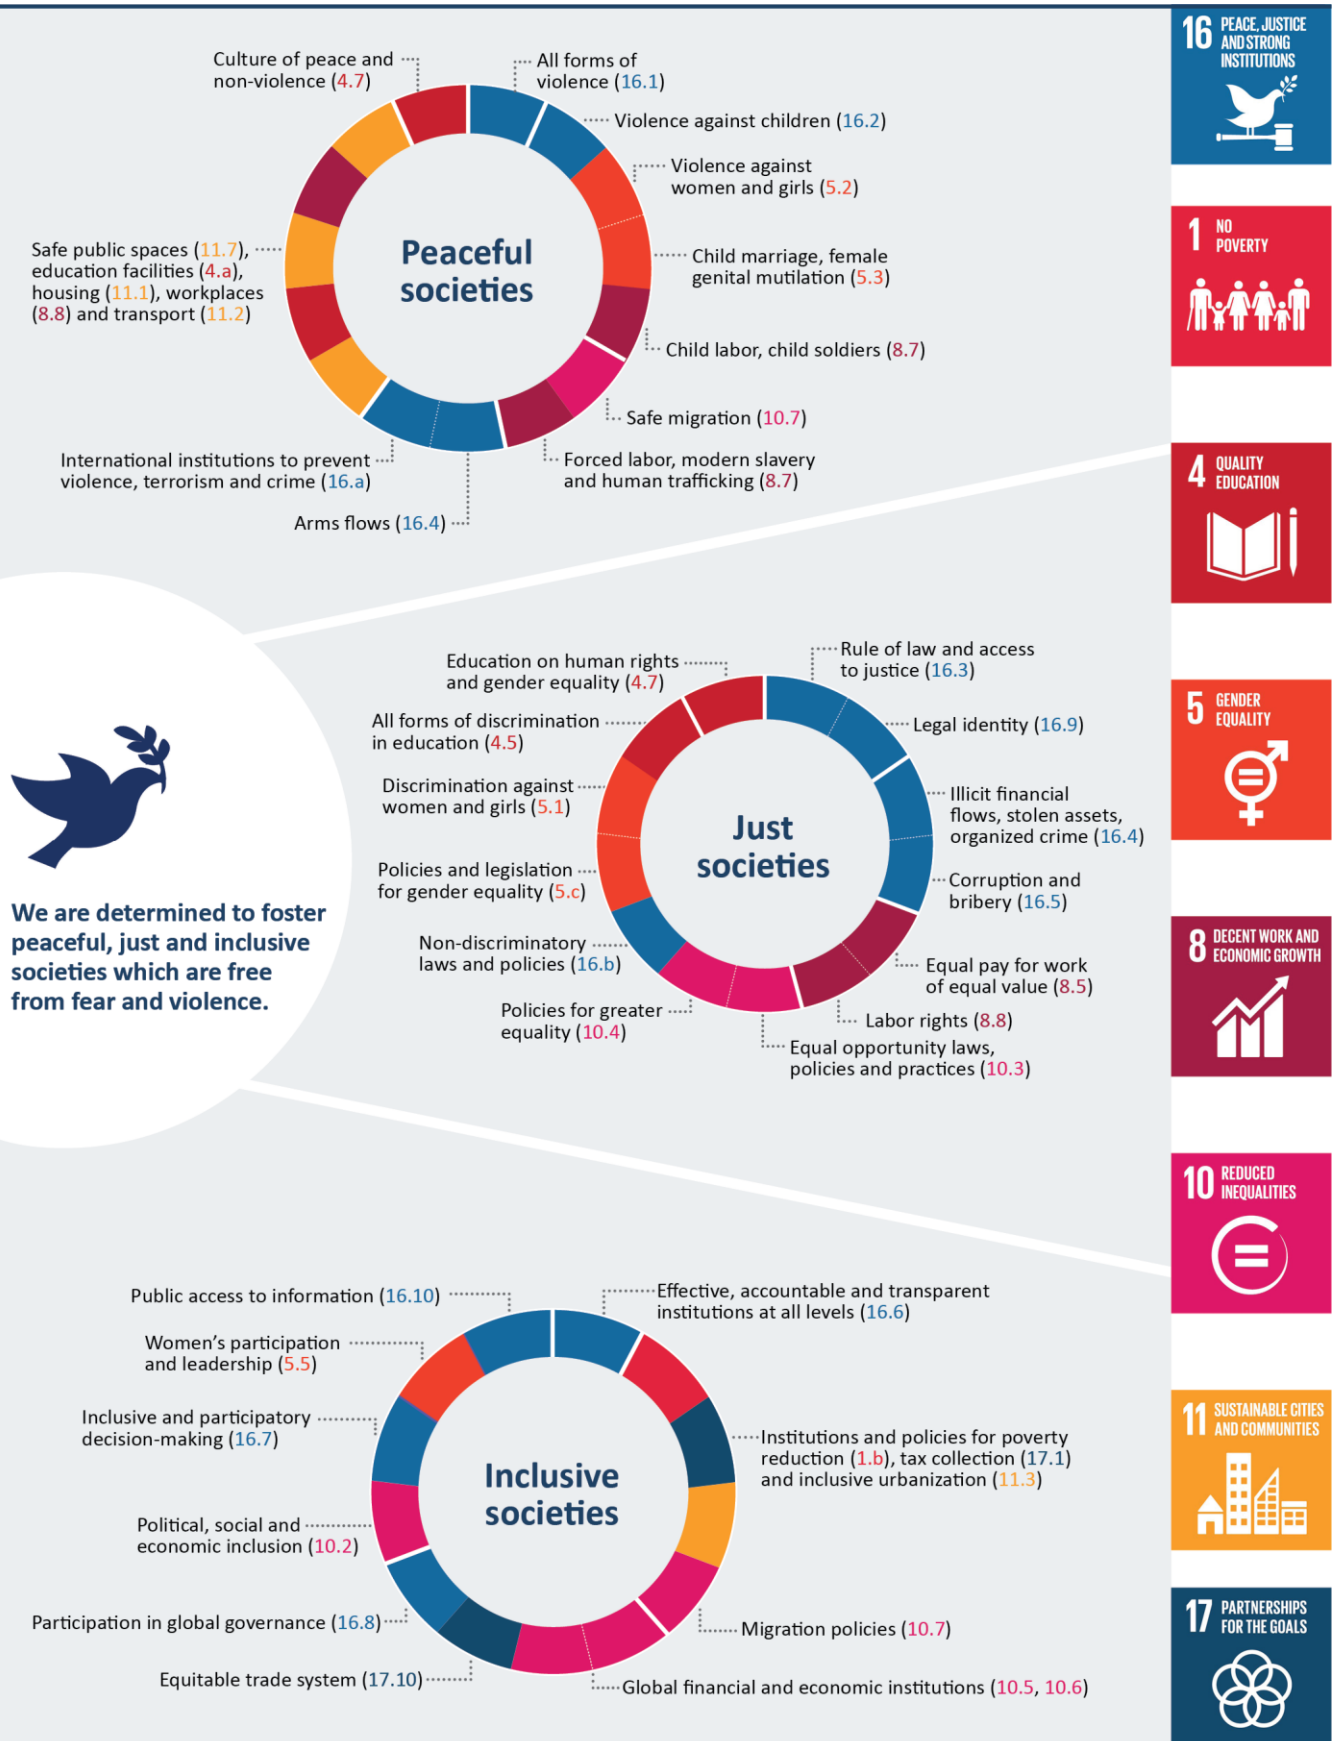 Culture of peace and
non-violence (4.7)
All forms of
violence (16.1)
Violence against children (16.2)
Violence against
women and girls (5.2)
Child marriage, female
genital mutilation (5.3)
Child labor, child soldiers (8.7)
Safe migration (10.7)
Forced labor, modern slavery
and human trafficking (8.7)
Arms flows (16.4)
International institutions to prevent
violence, terrorism and crime (16.a)
Safe public spaces (11.7),
education facilities (4.a),
housing (11.1), workplaces
(8.8) and transport (11.2)
Peaceful
societies
We are determined to foster
peaceful, just and inclusive
societies which are free
from fear and violence.
Education on human rights
and gender equality (4.7)
Rule of law and access
to justice (16.3)
Legal identity (16.9)
Illicit financial
flows, stolen assets,
organized crime (16.4)
Corruption and
bribery (16.5)
Equal pay for work
of equal value (8.5)
Labor rights (8.8)
Equal opportunity laws,
policies and practices (10.3)
Policies for greater
equality (10.4)
Non-discriminatory
laws and policies (16.b)
Policies and legislation
for gender equality (5.c)
Discrimination against
women and girls (5.1)
All forms of discrimination
in education (4.5)
Just
societies
Public access to information (16.10)
Effective, accountable and transparent
institutions at all levels (16.6)
Institutions and policies for poverty
reduction (1.b), tax collection (17.1)
and inclusive urbanization (11.3)
Migration policies (10.7)
Global financial and economic institutions (10.5, 10.6)
Equitable trade system (17.10)
Participation in global governance (16.8)
Political, social and
economic inclusion (10.2)
Inclusive and participatory
decision-making (16.7)
Women's participation
and leadership (5.5)
Inclusive
societies
16 PEACE, JUSTICE
AND STRONG
INSTITUTIONS
1 NO
POVERTY
4 QUALITY
EDUCATION
5 GENDER
EQUALITY
8 DECENT WORK AND
ECONOMIC GROWTH
10 REDUCED
INEQUALITIES
11 SUSTAINABLE CITIES
AND COMMUNITIES
17 PARTNERSHIPS
FOR THE GOALS